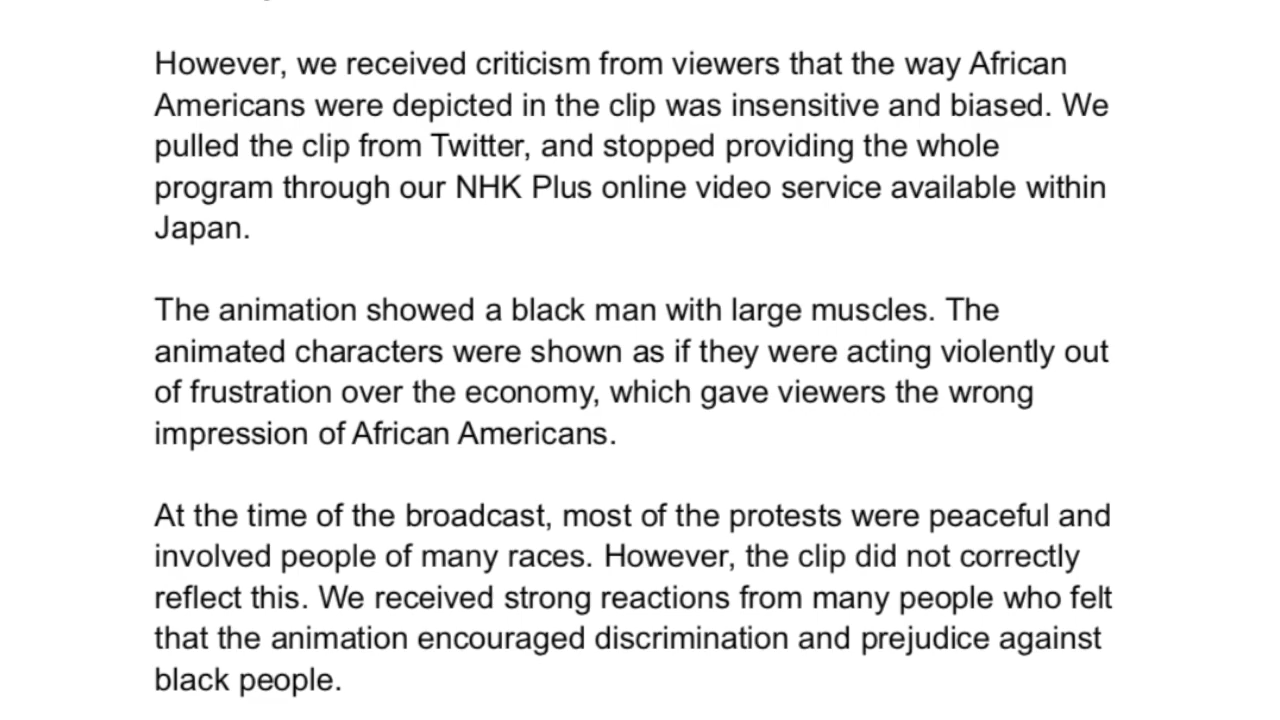 However, we received criticism from viewers that the way African
Americans were depicted in the clip was insensitive and biased. We
pulled the clip from Twitter, and stopped providing the whole
program through our NHK Plus online video service available within
Japan.
The animation showed a black man with large muscles. The
animated characters were shown as if they were acting violently out
of frustration over the economy, which gave viewers the wrong
impression of African Americans.
At the time of the broadcast, most of the protests were peaceful and
involved people of many races. However, the clip did not correctly
reflect this. We received strong reactions from many people who felt
that the animation encouraged discrimination and prejudice against
black people.